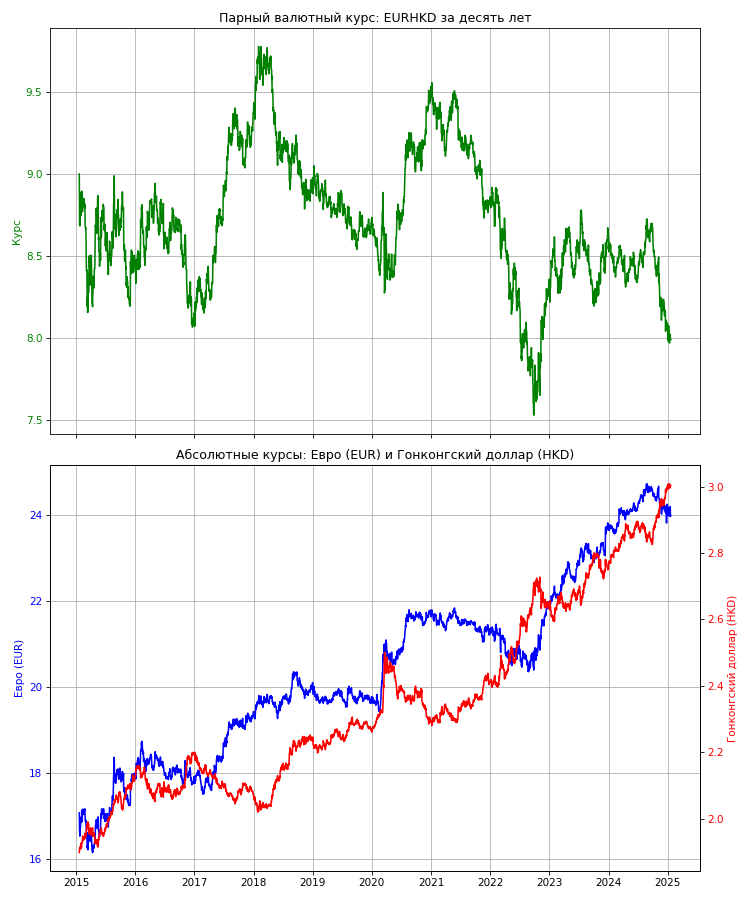 Парный валютный курс: EURHKD за десять лет
Курс
9.5
9.0
8.5
8.0
7.5
Абсолютные курсы: Евро (EUR) и Гонконгский доллар (HKD)
Евро (EUR)
24
22
20
18
16
3.0
2.8
2.6
2.4
2.2
2.0
Гонконгский доллар (HKD)
2015 2016 2017 2018 2019 2020 2021 2022 2023 2024 2025